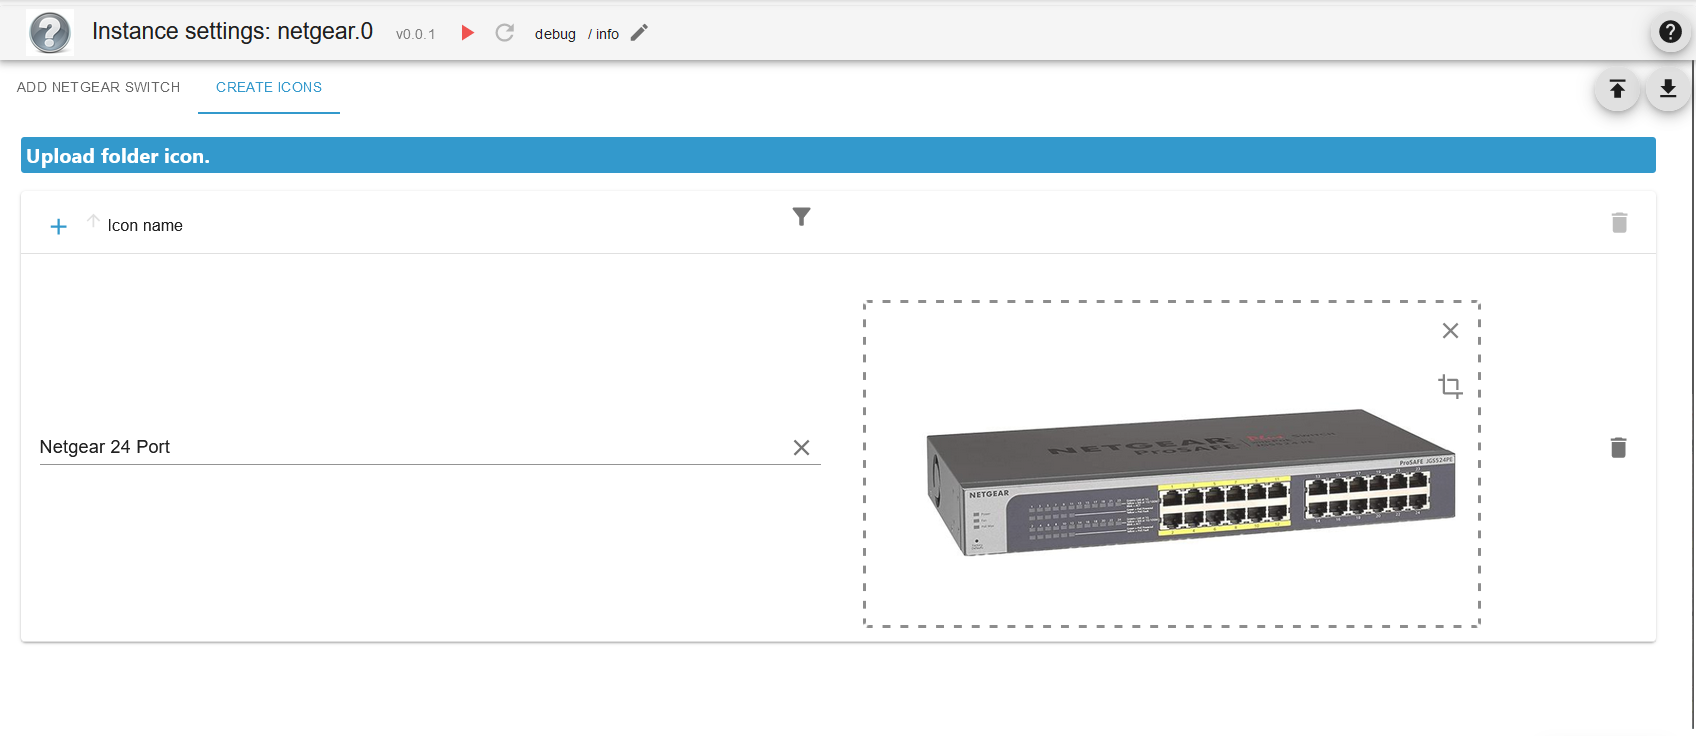 Instance settings: netgear.0 v0.0.1 debug / info
ADD NETGEAR SWITCH CREATE ICONS
Upload folder icon.
Icon name
Netgear 24 Port
NETGEAR
ProSAFE
ProSAFE JGS524PE
NETGEAR